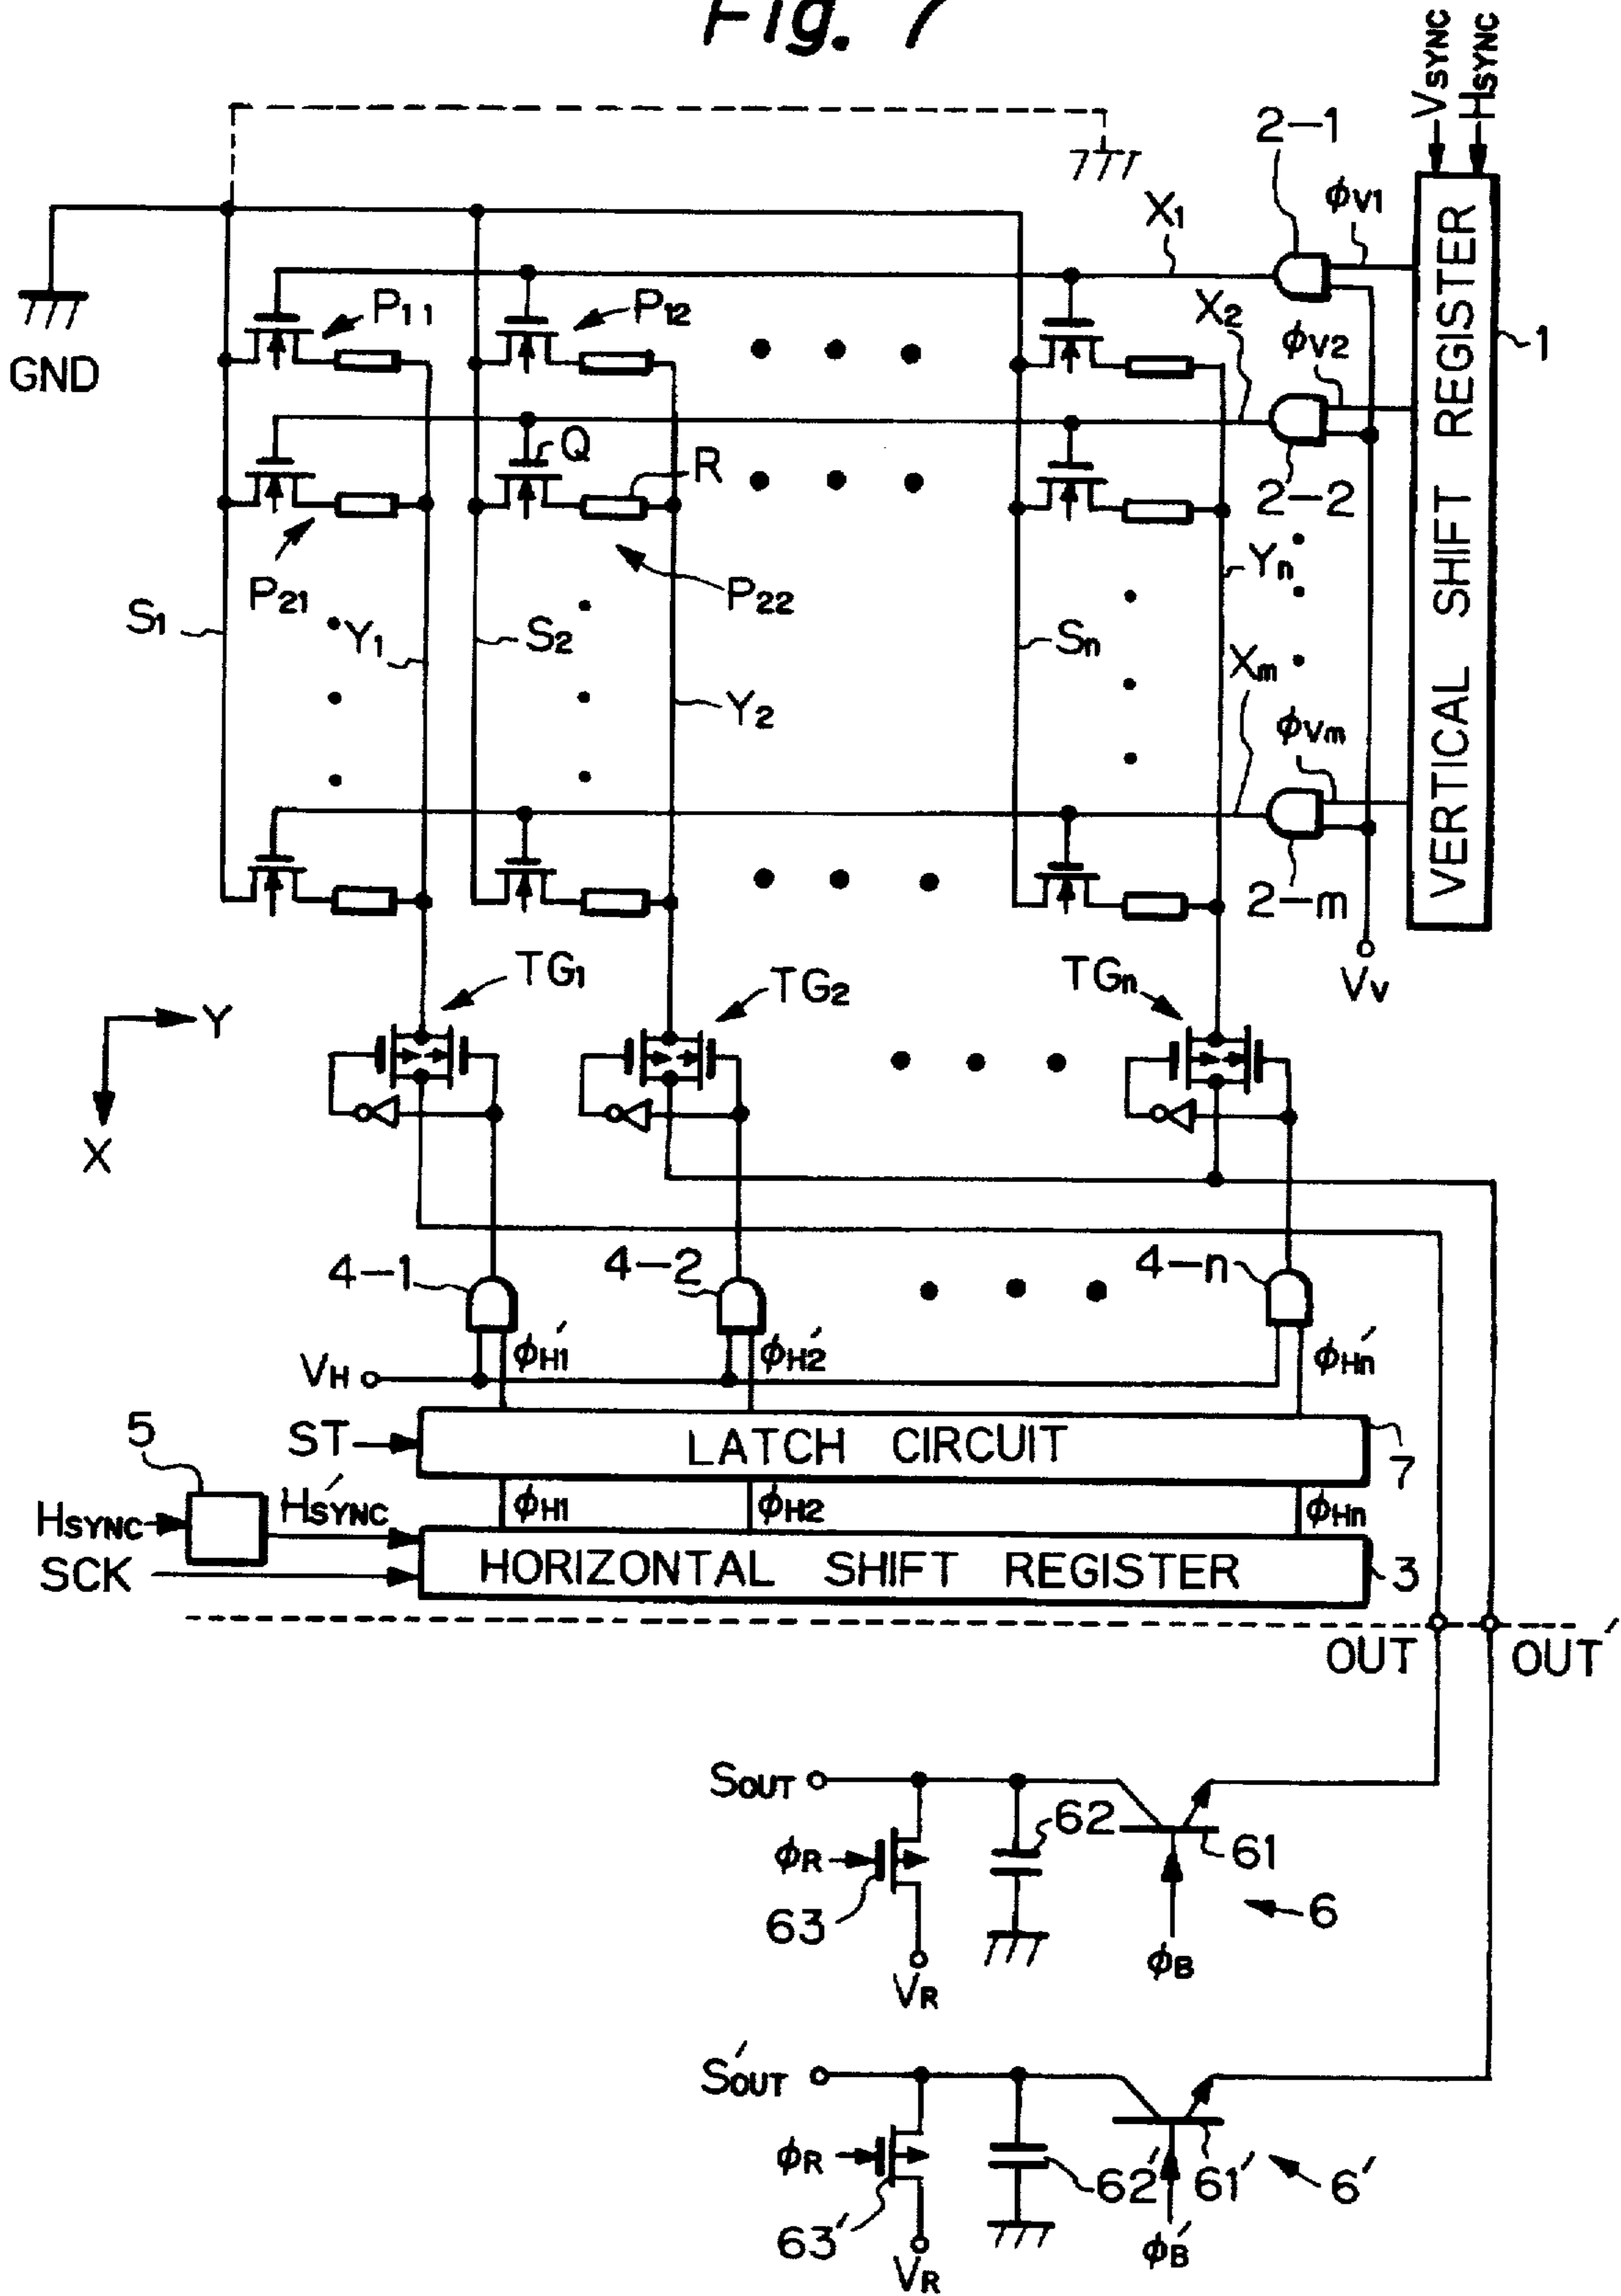 Fig. 7
VSYNC
HSYNC
2-1
ϕV1
X1
P11
P12
X2
ϕV2
1
GND
VERTICAL SHIFT REGISTER
Q
R
2-2
P21
P22
Yn
S1
Y1
S2
Sn
Xm
Y2
ϕVm
2-m
TG1
TG2
TGn
VV
Y
X
4-1
4-2
4-n
ϕH1′
ϕH2′
ϕHn′
VH
5
ST
LATCH CIRCUIT
7
HSYNC
H′SYNC
ϕH1
ϕH2
ϕHn
SCK
HORIZONTAL SHIFT REGISTER
3
OUT
OUT′
SOUT
62
ϕR
61
63
6
ϕB
VR
S′OUT
ϕR
62′
61′
6′
63′
ϕB′
VR